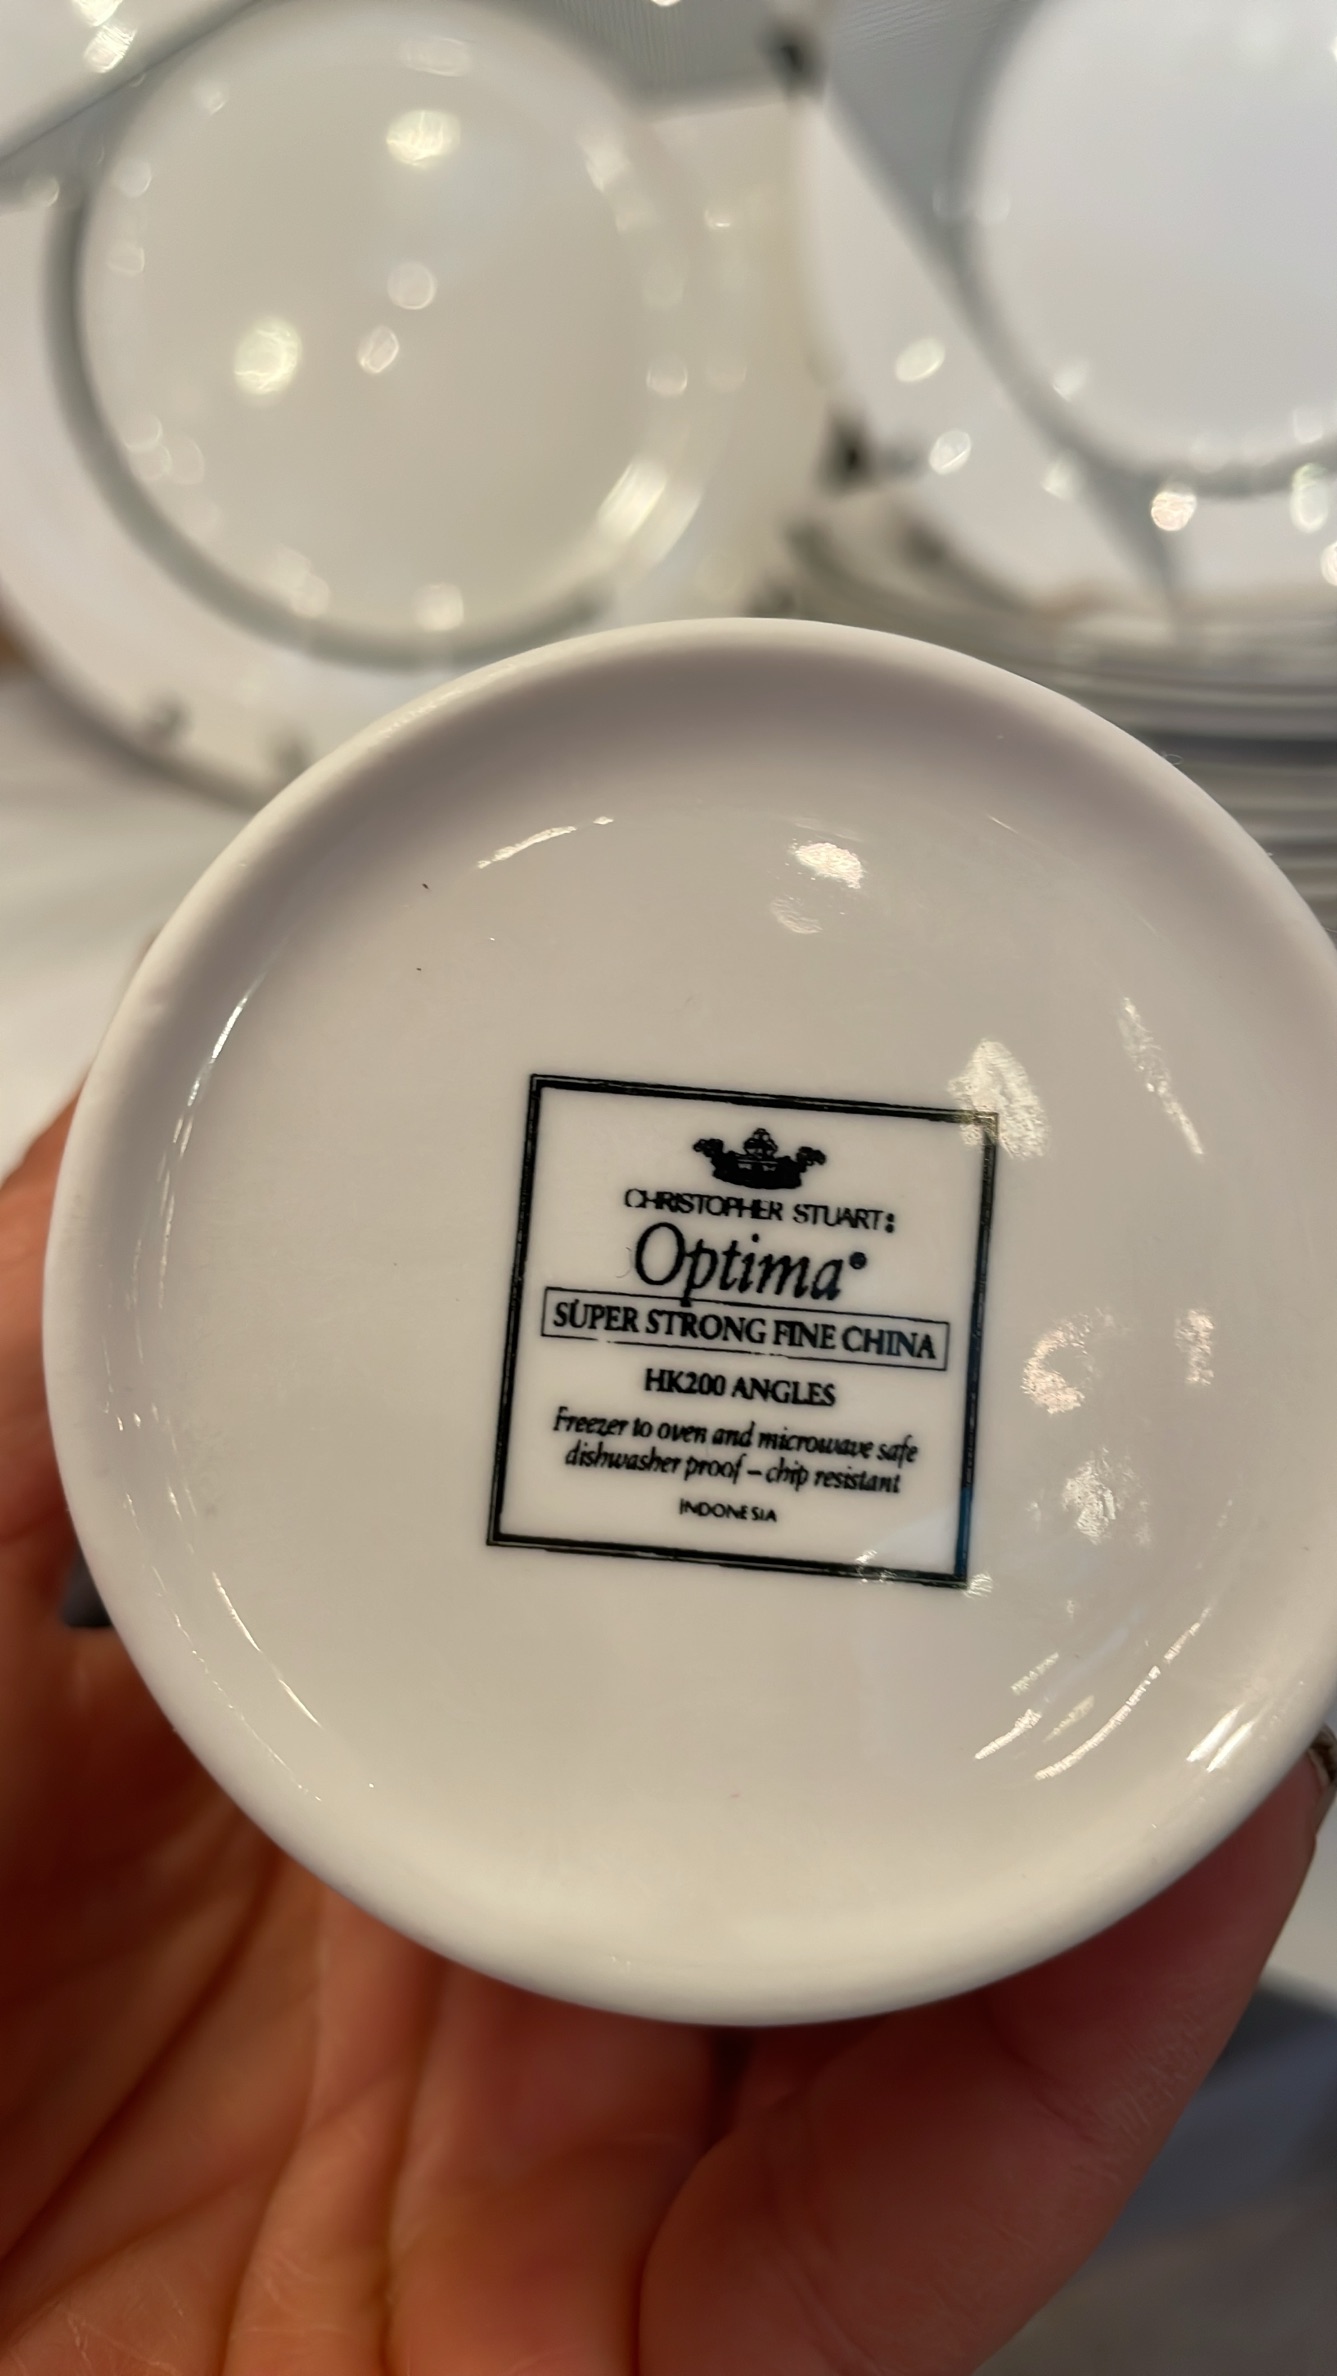 CHRISTOPHER STUART:
Optima®
SUPER STRONG FINE CHINA
HK200 ANGLES
Freezer to oven and microwave safe
dishwasher proof – chip resistant
INDONESIA